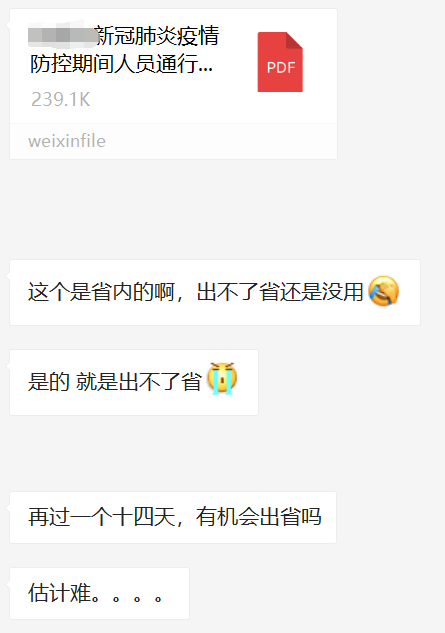 新冠肺炎疫情
防控期间人员通行...
PDF
239.1K
weixinfile
这个是省内的啊，出不了省还是没用
是的 就是出不了省
再过一个十四天，有机会出省吗
估计难。。。。